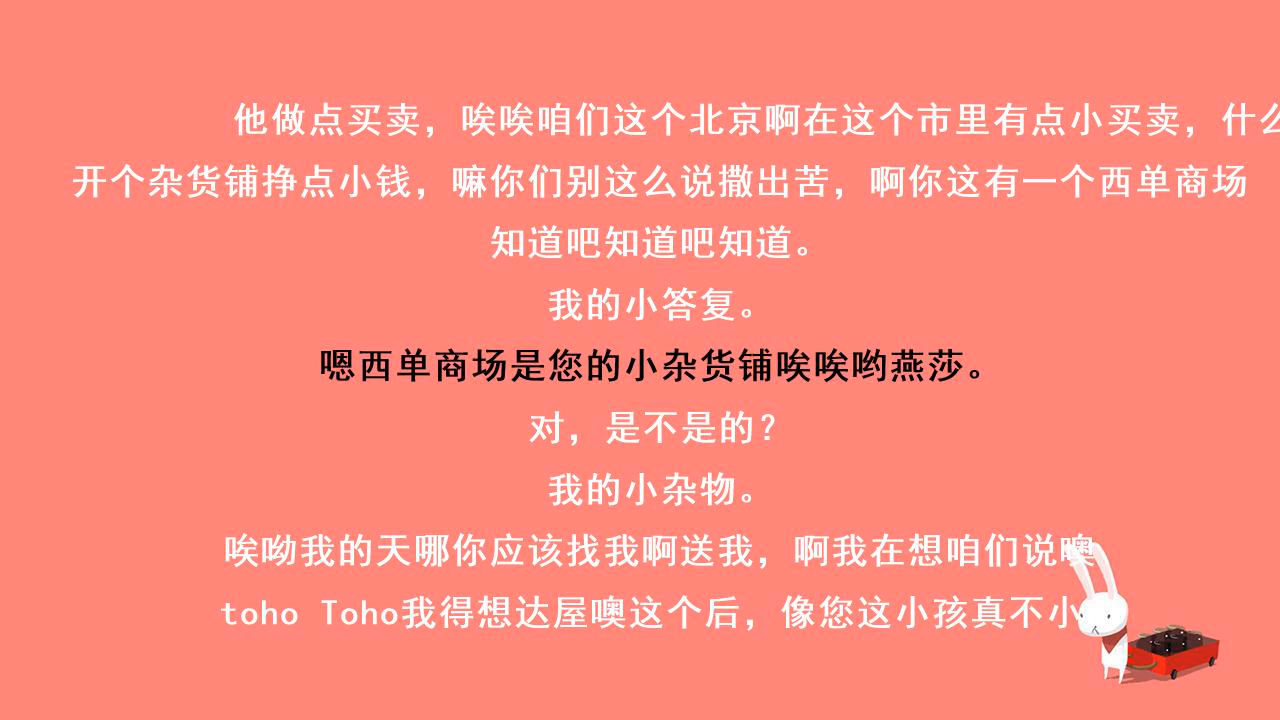 他做点买卖，唉唉咱们这个北京啊在这个市里有点小买卖，什么
开个杂货铺挣点小钱，嘛你们别这么说撒出苦，啊你这有一个西单商场
知道吧知道吧知道。
我的小答复。
嗯西单商场是您的小杂货铺唉唉哟燕莎。
对，是不是的？
我的小杂物。
唉呦我的天哪你应该找我啊送我，啊我在想咱们说噢
toho Toho我得想达屋噢这个后，像您这小孩真不小